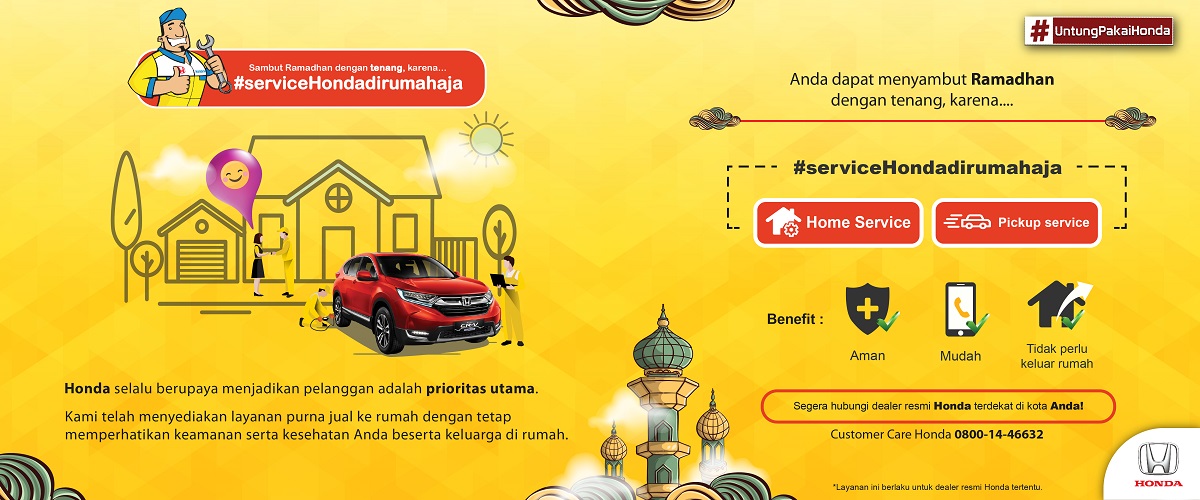 Sambut Ramadhan dengan tenang, karena...
#serviceHondadirumahaja
CR-V
Honda selalu berupaya menjadikan pelanggan adalah prioritas utama.
Kami telah menyediakan layanan purna jual ke rumah dengan tetap
memperhatikan keamanan serta kesehatan Anda beserta keluarga di rumah.
#UntungPakaiHonda
Anda dapat menyambut Ramadhan
dengan tenang, karena....
#serviceHondadirumahaja
Home Service
Pickup service
Benefit :
Aman
Mudah
Tidak perlu
keluar rumah
Segera hubungi dealer resmi Honda terdekat di kota Anda!
Customer Care Honda 0800-14-46632
HONDA
*Layanan ini berlaku untuk dealer resmi Honda tertentu.